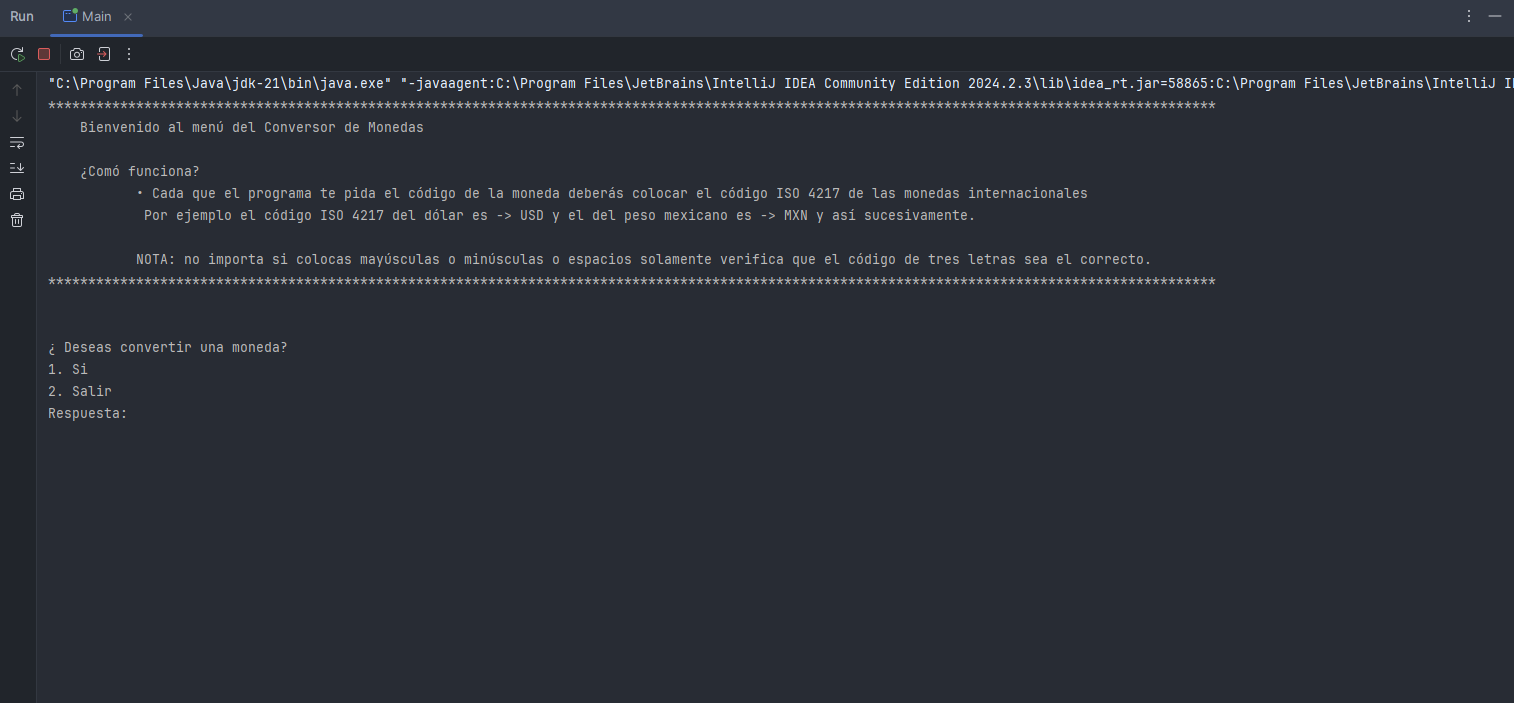 Run Main
"C:\Program Files\Java\jdk-21\bin\java.exe" "-javaagent:C:\Program Files\JetBrains\IntelliJ IDEA Community Edition 2024.2.3\lib\idea_rt.jar=58865:C:\Program Files\JetBrains\IntelliJ
**************************************************************************************************************************************************
Bienvenido al menú del Conversor de Monedas
¿Comó funciona?
• Cada que el programa te pida el código de la moneda deberás colocar el código ISO 4217 de las monedas internacionales
Por ejemplo el código ISO 4217 del dólar es -> USD y el del peso mexicano es -> MXN y así sucesivamente.
NOTA: no importa si colocas mayúsculas o minúsculas o espacios solamente verifica que el código de tres letras sea el correcto.
**************************************************************************************************************************************************
¿ Deseas convertir una moneda?
1. Si
2. Salir
Respuesta: